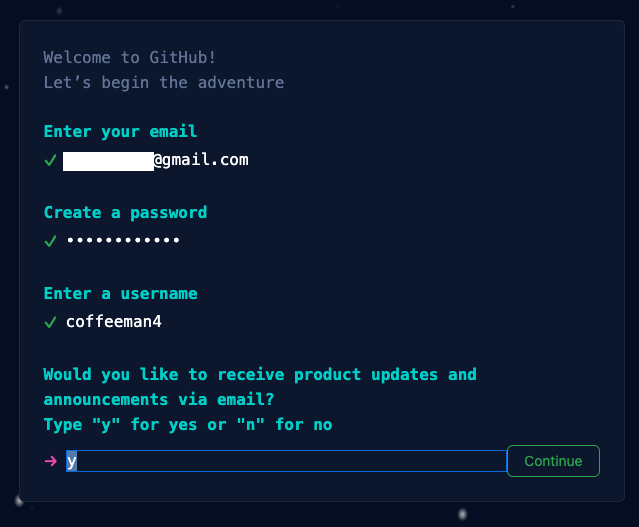 Welcome to GitHub!
Let’s begin the adventure
Enter your email
@gmail.com
Create a password
••••••••••••
Enter a username
coffeeman4
Would you like to receive product updates and
announcements via email?
Type "y" for yes or "n" for no
y
Continue